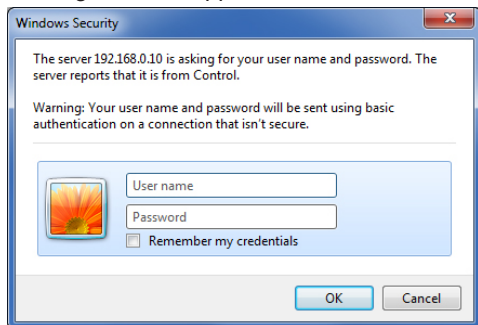 Windows Security
The server 192.168.0.10 is asking for your user name and password. The
server reports that it is from Control.
Warning: Your user name and password will be sent using basic
authentication on a connection that isn't secure.
User name
Password
Remember my credentials
OK Cancel